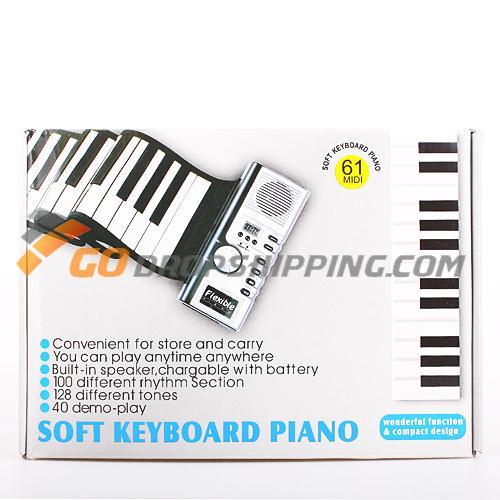 SOFT KEYBOARD PIANO
61
MIDI
GODROPSHIPPING.COM
Flexible
Convenient for store and carry
You can play anytime anywhere
Built-in speaker,chargable with battery
100 different rhythm Section
128 different tones
40 demo-play
SOFT KEYBOARD PIANO
wonderful function
& compact design